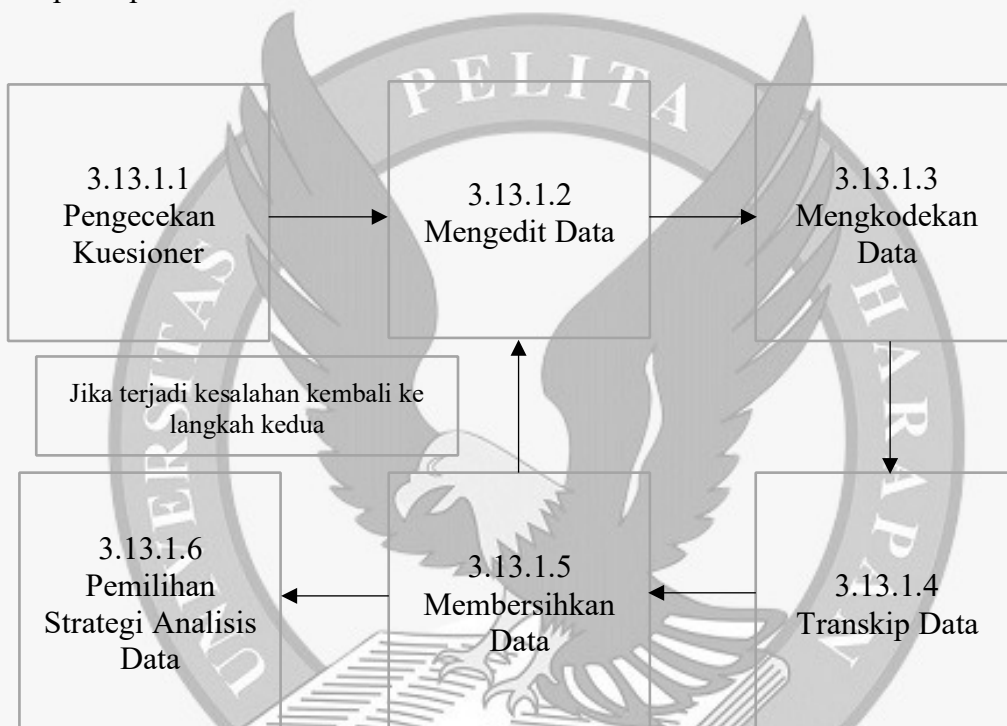 3.13.1.1
Pengecekan
Kuesioner
3.13.1.2
Mengedit Data
3.13.1.3
Mengkodekan
Data
Jika terjadi kesalahan kembali ke
langkah kedua
3.13.1.6
Pemilihan
Strategi Analisis
Data
3.13.1.5
Membersihkan
Data
3.13.1.4
Transkip Data
UNIVERSITAS PELITA HARAPAN